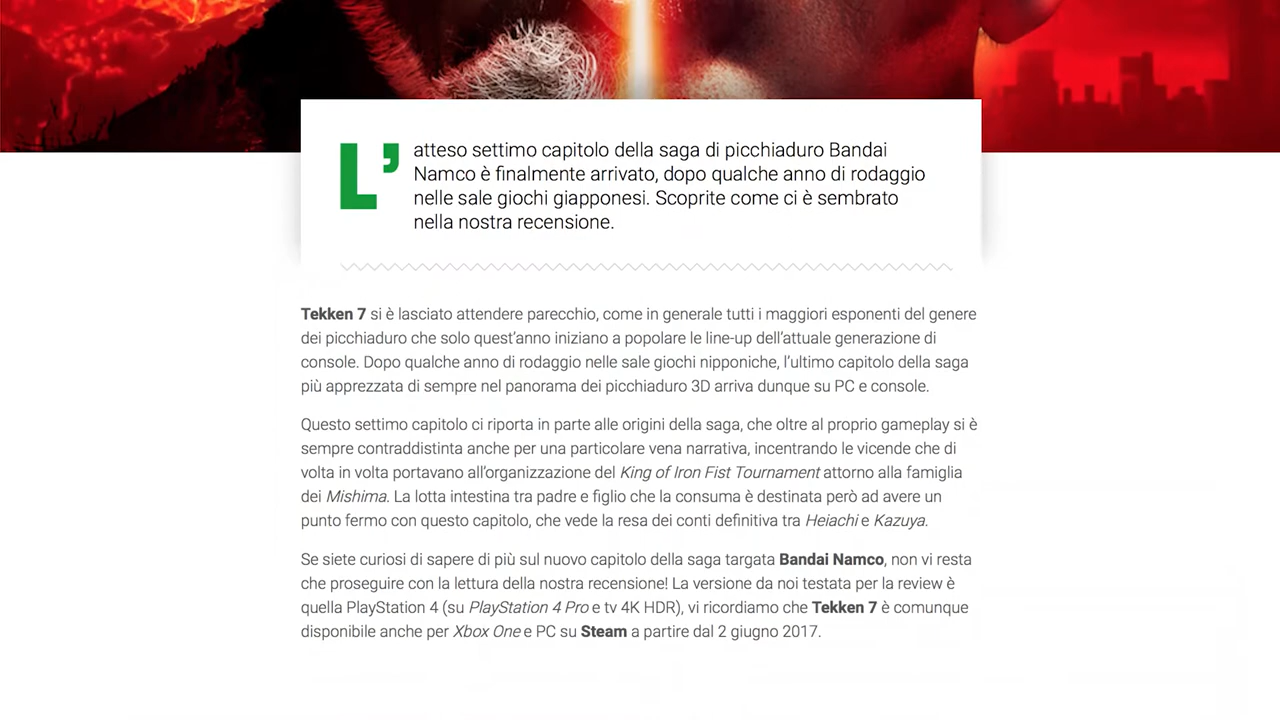 L’atteso settimo capitolo della saga di picchiaduro Bandai
Namco è finalmente arrivato, dopo qualche anno di rodaggio
nelle sale giochi giapponesi. Scoprite come ci è sembrato
nella nostra recensione.
Tekken 7 si è lasciato attendere parecchio, come in generale tutti i maggiori esponenti del genere
dei picchiaduro che solo quest’anno iniziano a popolare le line-up dell’attuale generazione di
console. Dopo qualche anno di rodaggio nelle sale giochi nipponiche, l’ultimo capitolo della saga
più apprezzata di sempre nel panorama dei picchiaduro 3D arriva dunque su PC e console.
Questo settimo capitolo ci riporta in parte alle origini della saga, che oltre al proprio gameplay si è
sempre contraddistinta anche per una particolare vena narrativa, incentrando le vicende che di
volta in volta portavano all’organizzazione del King of Iron Fist Tournament attorno alla famiglia
dei Mishima. La lotta intestina tra padre e figlio che la consuma è destinata però ad avere un
punto fermo con questo capitolo, che vede la resa dei conti definitiva tra Heiachi e Kazuya.
Se siete curiosi di sapere di più sul nuovo capitolo della saga targata Bandai Namco, non vi resta
che proseguire con la lettura della nostra recensione! La versione da noi testata per la review è
quella PlayStation 4 (su PlayStation 4 Pro e tv 4K HDR), vi ricordiamo che Tekken 7 è comunque
disponibile anche per Xbox One e PC su Steam a partire dal 2 giugno 2017.